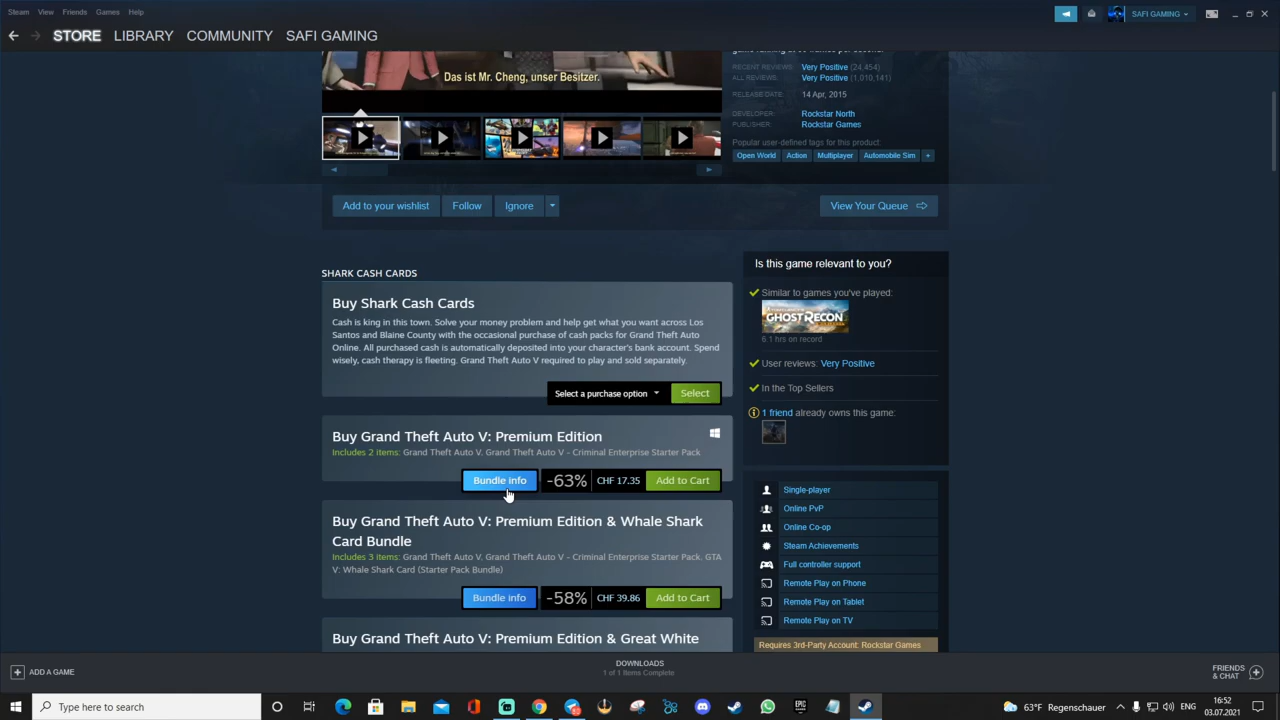 Steam View Friends Games Help
SAFI GAMING
STORE LIBRARY COMMUNITY SAFI GAMING
Das ist Mr. Cheng, unser Besitzer.
RECENT REVIEWS: Very Positive (24,454)
ALL REVIEWS: Very Positive (1,010,141)
RELEASE DATE: 14 Apr, 2015
DEVELOPER: Rockstar North
PUBLISHER: Rockstar Games
Popular user-defined tags for this product:
Open World Action Multiplayer Automobile Sim +
Add to your wishlist Follow Ignore View Your Queue
SHARK CASH CARDS
Buy Shark Cash Cards
Cash is king in this town. Solve your money problem and help get what you want across Los
Santos and Blaine County with the occasional purchase of cash packs for Grand Theft Auto
Online. All purchased cash is automatically deposited into your character's bank account. Spend
wisely, cash therapy is fleeting. Grand Theft Auto V required to play and sold separately.
Select a purchase option Select
Buy Grand Theft Auto V: Premium Edition
Includes 2 items: Grand Theft Auto V, Grand Theft Auto V - Criminal Enterprise Starter Pack
Bundle info -63% CHF 17.35 Add to Cart
Buy Grand Theft Auto V: Premium Edition & Whale Shark
Card Bundle
Includes 3 items: Grand Theft Auto V, Grand Theft Auto V - Criminal Enterprise Starter Pack, GTA
V: Whale Shark Card (Starter Pack Bundle)
Bundle info -58% CHF 39.86 Add to Cart
Buy Grand Theft Auto V: Premium Edition & Great White
Is this game relevant to you?
Similar to games you've played:
GHOST RECON
6.1 hrs on record
User reviews: Very Positive
In the Top Sellers
1 friend already owns this game:
Single-player
Online PvP
Online Co-op
Steam Achievements
Full controller support
Remote Play on Phone
Remote Play on Tablet
Remote Play on TV
Requires 3rd-Party Account: Rockstar Games
ADD A GAME
DOWNLOADS
1 of 1 Items Complete
FRIENDS
& CHAT
Type here to search
63°F Regenschauer
16:52
03.07.2021